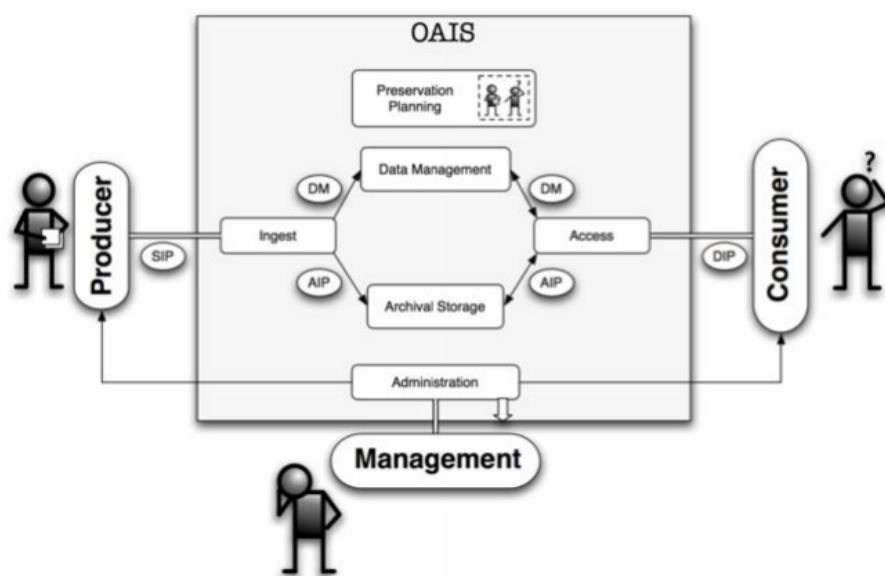 OAIS
Preservation
Planning
?
Data Management
DM
DM
Producer
SIP
Ingest
Access
DIP
Consumer
?
AIP
AIP
Archival Storage
Administration
Management